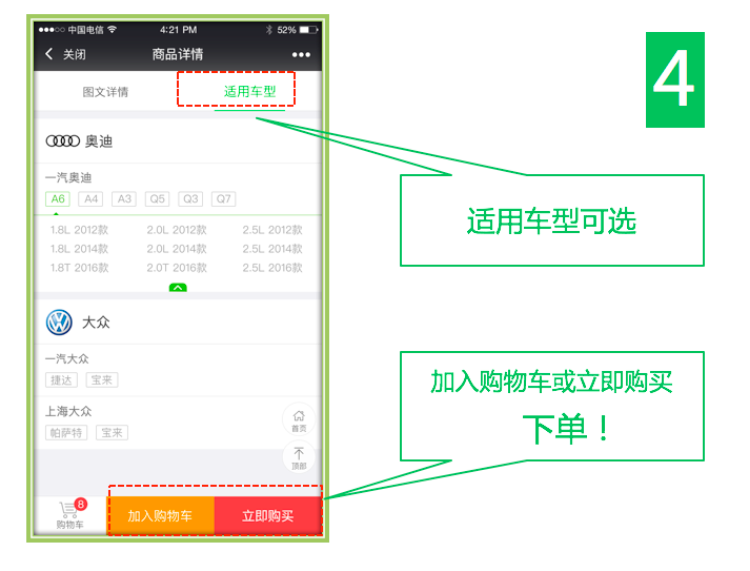 中国电信 4:21 PM 52%
关闭 商品详情
4
图文详情 适用车型
奥迪
一汽奥迪
A6 A4 A3 Q5 Q3 Q7
适用车型可选
1.8L 2012款 2.0L 2012款 2.5L 2012款
1.8L 2014款 2.0L 2014款 2.5L 2014款
1.8T 2016款 2.0T 2016款 2.5L 2016款
大众
一汽大众
捷达 宝来
加入购物车或立即购买
下单！
上海大众
帕萨特 宝来
首页
顶部
8
购物车 加入购物车 立即购买